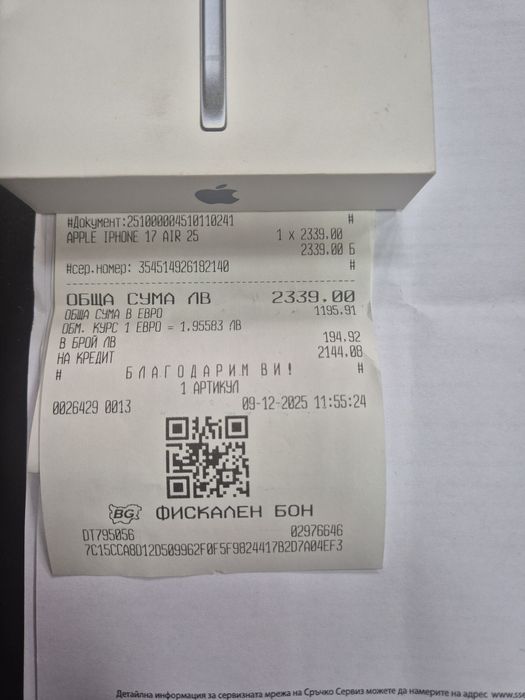 #Документ:251000004510110241 #
APPLE IPHONE 17 AIR 25 1 x 2339.00
2339.00 Б
#сер.номер: 354514926182140 #
ОБЩА СУМА ЛВ 2339.00
ОБЩА СУМА В ЕВРО 1195.91
ОБМ. КУРС 1 ЕВРО = 1.95583 ЛВ
В БРОЙ ЛВ 194.92
НА КРЕДИТ 2144.08
# БЛАГОДАРИМ ВИ! #
1 АРТИКУЛ
0026429 0013 09-12-2025 11:55:24
BG ФИСКАЛЕН БОН
DT795056 02976646
7C15CCA8D12D509962F0F5F9824417B2D7A04EF3
Детайлна информация за сервизната мрежа на Сръчко Сервиз можете да намерите на адрес www.sse